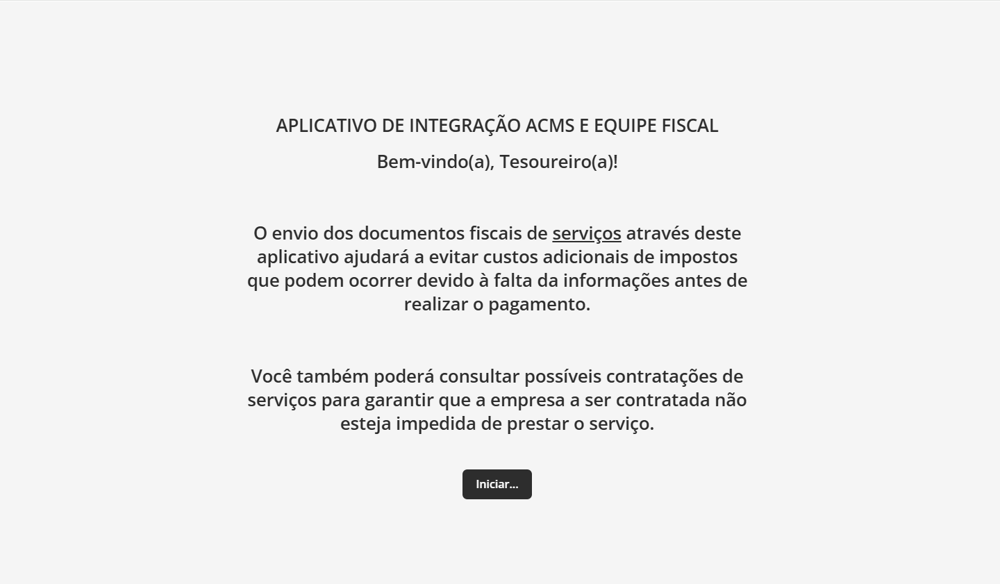 APLICATIVO DE INTEGRAÇÃO ACMS E EQUIPE FISCAL
Bem-vindo(a), Tesoureiro(a)!
O envio dos documentos fiscais de serviços através deste
aplicativo ajudará a evitar custos adicionais de impostos
que podem ocorrer devido à falta da informações antes de
realizar o pagamento.
Você também poderá consultar possíveis contratações de
serviços para garantir que a empresa a ser contratada não
esteja impedida de prestar o serviço.
Iniciar...